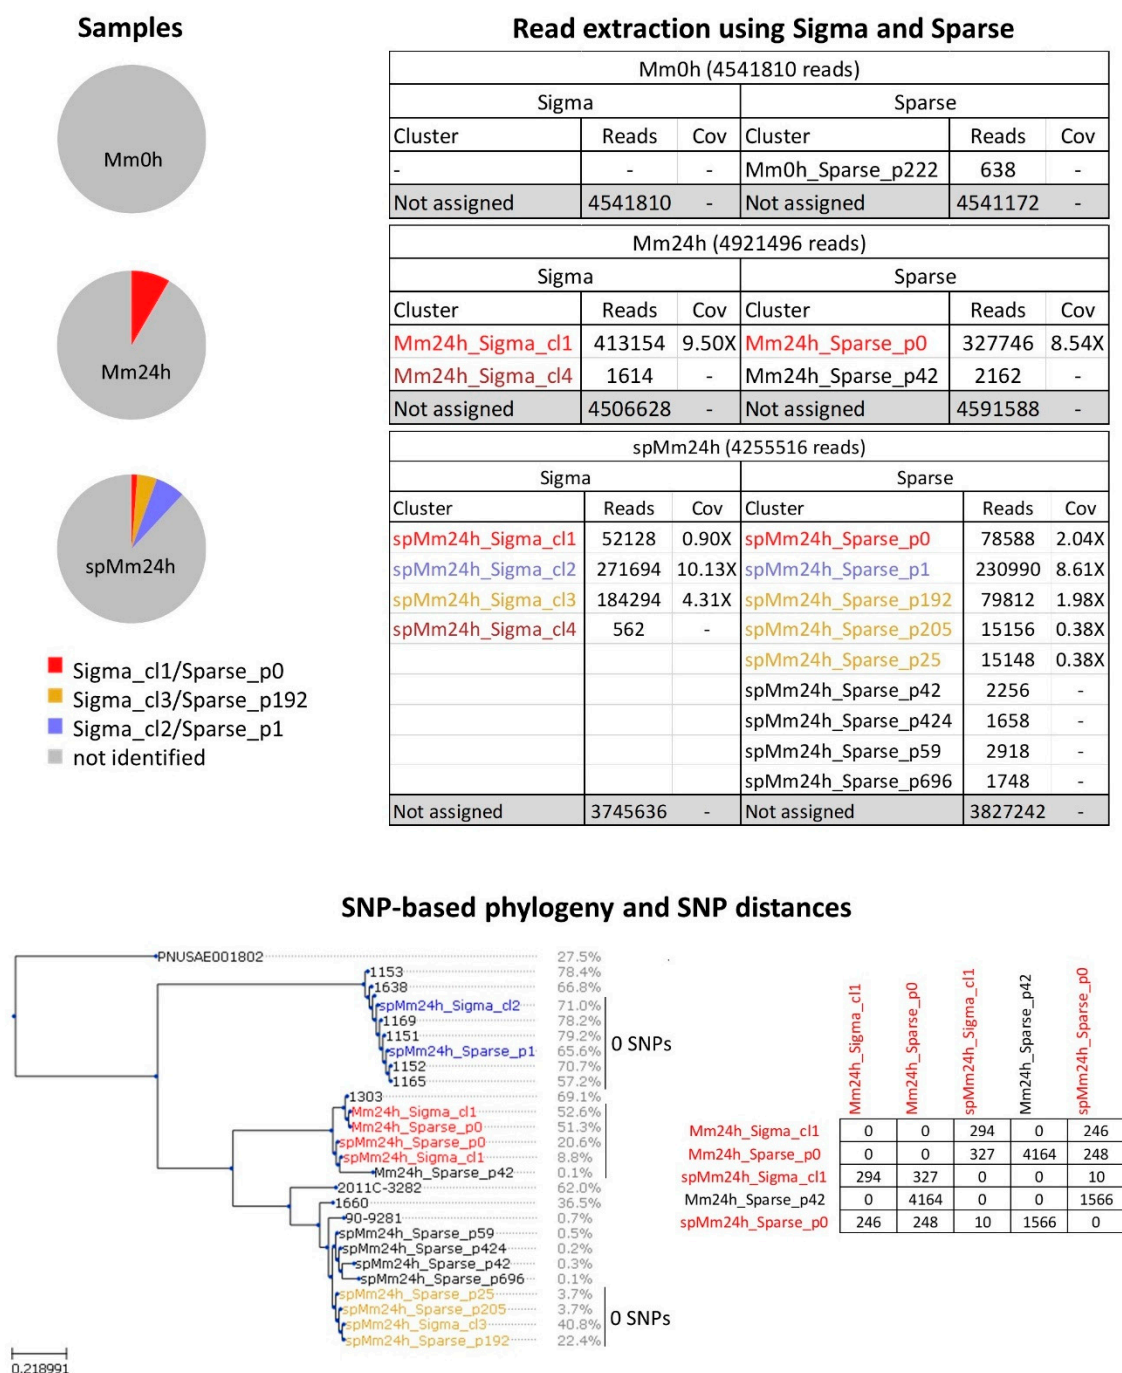 Samples
Mm0h
Mm24h
spMm24h
Sigma_cl1/Sparse_p0
Sigma_cl3/Sparse_p192
Sigma_cl2/Sparse_p1
not identified
Read extraction using Sigma and Sparse
Mm0h (4541810 reads)
Sigma Sparse
Cluster Reads Cov Cluster Reads Cov
- - - Mm0h_Sparse_p222 638 -
Not assigned 4541810 - Not assigned 4541172 -
Mm24h (4921496 reads)
Sigma Sparse
Cluster Reads Cov Cluster Reads Cov
Mm24h_Sigma_cl1 413154 9.50X Mm24h_Sparse_p0 327746 8.54X
Mm24h_Sigma_cl4 1614 - Mm24h_Sparse_p42 2162 -
Not assigned 4506628 - Not assigned 4591588 -
spMm24h (4255516 reads)
Sigma Sparse
Cluster Reads Cov Cluster Reads Cov
spMm24h_Sigma_cl1 52128 0.90X spMm24h_Sparse_p0 78588 2.04X
spMm24h_Sigma_cl2 271694 10.13X spMm24h_Sparse_p1 230990 8.61X
spMm24h_Sigma_cl3 184294 4.31X spMm24h_Sparse_p192 79812 1.98X
spMm24h_Sigma_cl4 562 - spMm24h_Sparse_p205 15156 0.38X
spMm24h_Sparse_p25 15148 0.38X
spMm24h_Sparse_p42 2256 -
spMm24h_Sparse_p424 1658 -
spMm24h_Sparse_p59 2918 -
spMm24h_Sparse_p696 1748 -
Not assigned 3745636 - Not assigned 3827242 -
SNP-based phylogeny and SNP distances
PNUSAE001802 27.5%
1153 78.4%
1638 66.8%
spMm24h_Sigma_cl2 71.0%
1169 78.2%
1151 79.2%
spMm24h_Sparse_p1 65.6%
1152 70.7%
1165 57.2%
0 SNPs
1303 69.1%
Mm24h_Sigma_cl1 52.6%
Mm24h_Sparse_p0 51.3%
spMm24h_Sparse_p0 20.6%
spMm24h_Sigma_cl1 8.8%
Mm24h_Sparse_p42 0.1%
2011C-3282 62.0%
1660 36.5%
90-9281 0.7%
spMm24h_Sparse_p59 0.5%
spMm24h_Sparse_p424 0.2%
spMm24h_Sparse_p42 0.3%
spMm24h_Sparse_p696 0.1%
spMm24h_Sparse_p25 3.7%
spMm24h_Sparse_p205 3.7%
spMm24h_Sigma_cl3 40.8%
spMm24h_Sparse_p192 22.4%
0 SNPs
0.218991
Mm24h_Sigma_cl1 Mm24h_Sparse_p0 spMm24h_Sigma_cl1 Mm24h_Sparse_p42 spMm24h_Sparse_p0
Mm24h_Sigma_cl1 0 0 294 0 246
Mm24h_Sparse_p0 0 0 327 4164 248
spMm24h_Sigma_cl1 294 327 0 0 10
Mm24h_Sparse_p42 0 4164 0 0 1566
spMm24h_Sparse_p0 246 248 10 1566 0